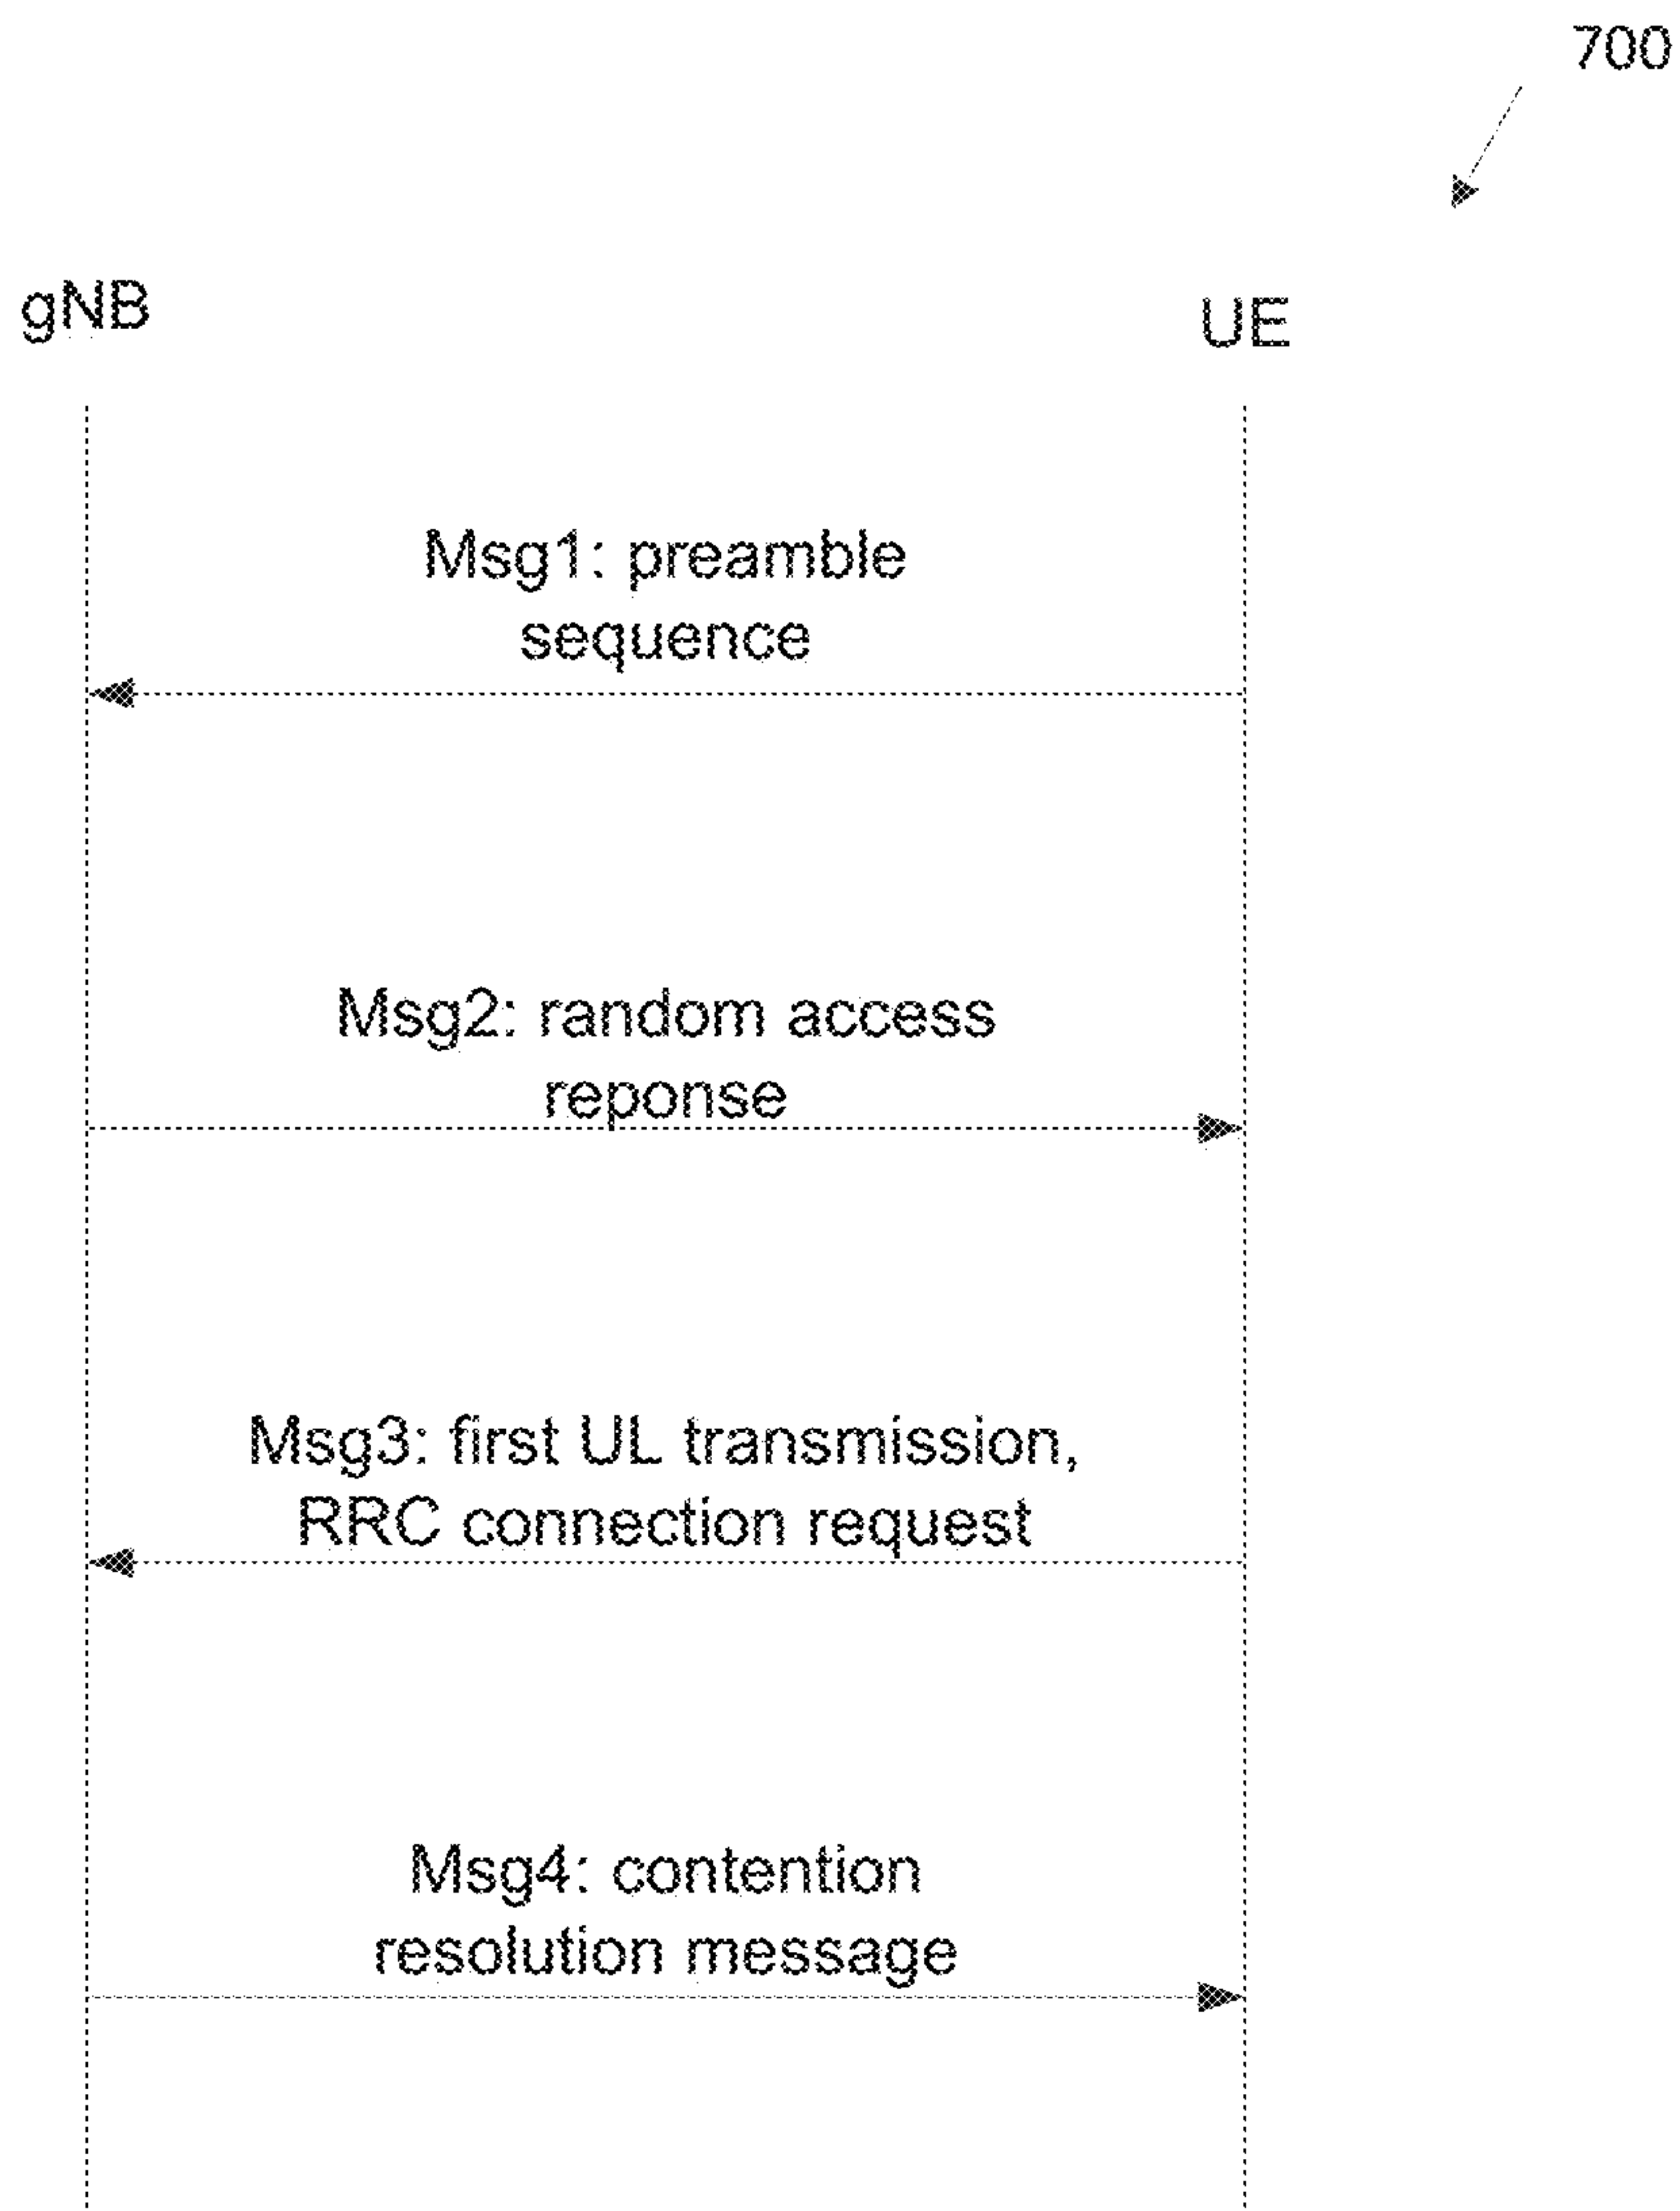 700
gNB
UE
Msg1: preamble
sequence
Msg2: random access
reponse
Msg3: first UL transmission,
RRC connection request
Msg4: contention
resolution message